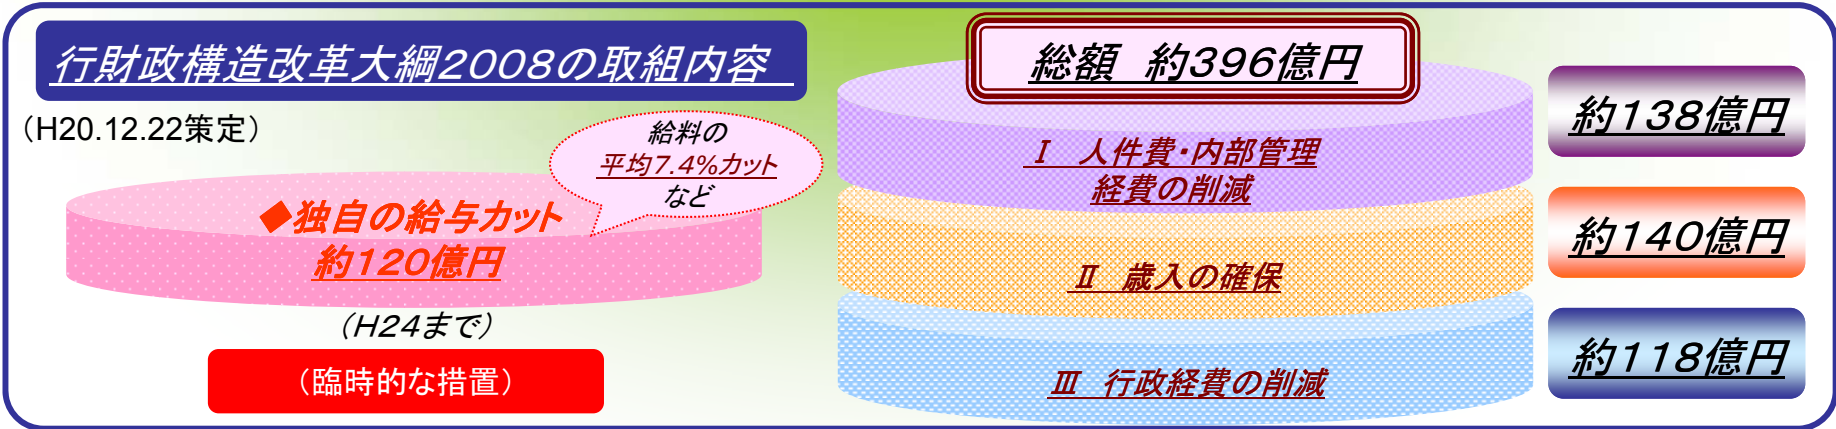 行財政構造改革大綱2008の取組内容
（H20.12.22策定）
給料の
平均7.4%カット
など
◆独自の給与カット
約120億円
（H24まで）
（臨時的な措置）
総額　約396億円
Ⅰ　人件費・内部管理
経費の削減
約138億円
Ⅱ　歳入の確保
約140億円
Ⅲ　行政経費の削減
約118億円